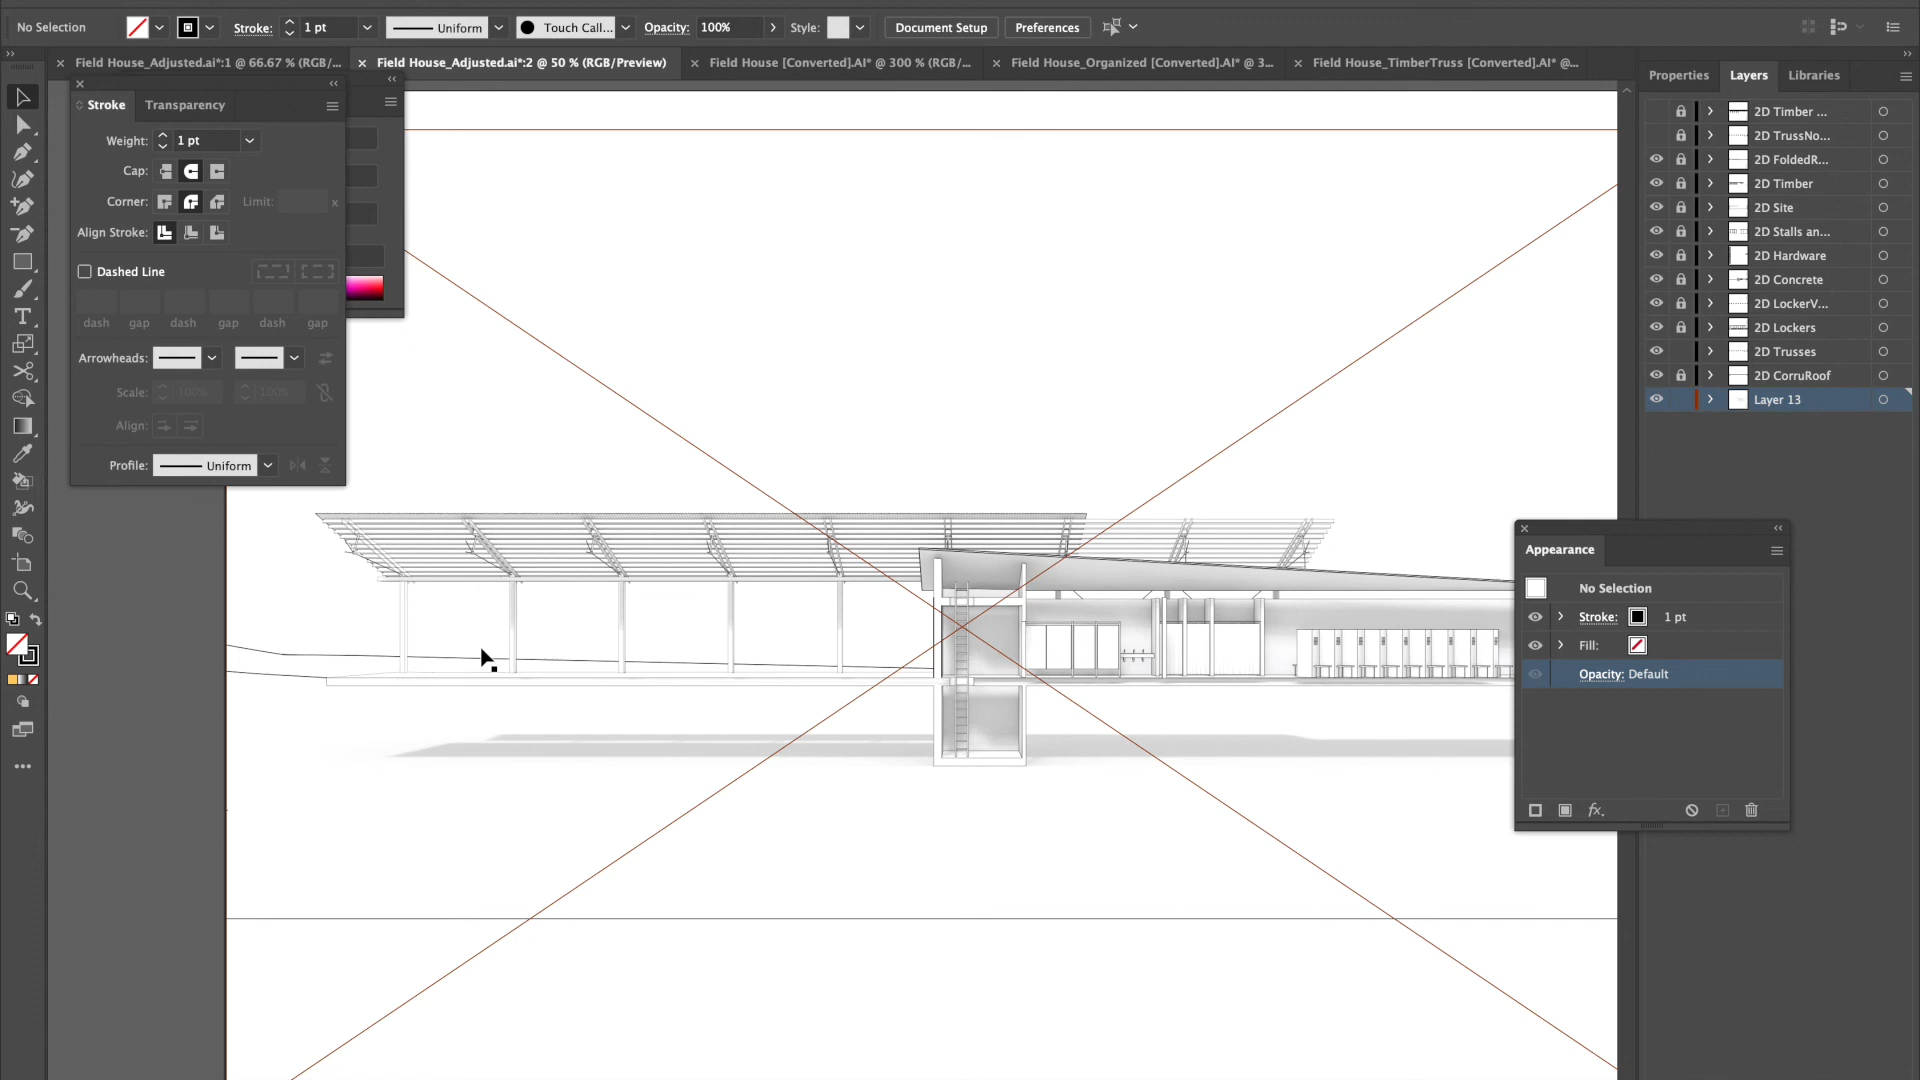 No Selection
Stroke:
1 pt
Uniform
Touch Call...
Opacity:
100%
Style:
Document Setup
Preferences
Field House_Adjusted.ai*:1 @ 66.67 % (RGB/...
Field House_Adjusted.ai*:2 @ 50 % (RGB/Preview)
Field House [Converted].AI* @ 300 % (RGB/...
Field House_Organized [Converted].AI* @ 3...
Field House_TimberTruss [Converted].AI* @...
Properties
Layers
Libraries
Stroke
Transparency
Weight:
1 pt
Cap:
Corner:
Limit:
x
Align Stroke:
Dashed Line
dash
gap
dash
gap
dash
gap
Arrowheads:
Scale:
100%
100%
Align:
Profile:
Uniform
2D Timber ...
2D TrussNo...
2D FoldedR...
2D Timber
2D Site
2D Stalls an...
2D Hardware
2D Concrete
2D LockerV...
2D Lockers
2D Trusses
2D CorruRoof
Layer 13
Appearance
No Selection
Stroke:
1 pt
Fill:
Opacity: Default
fx.